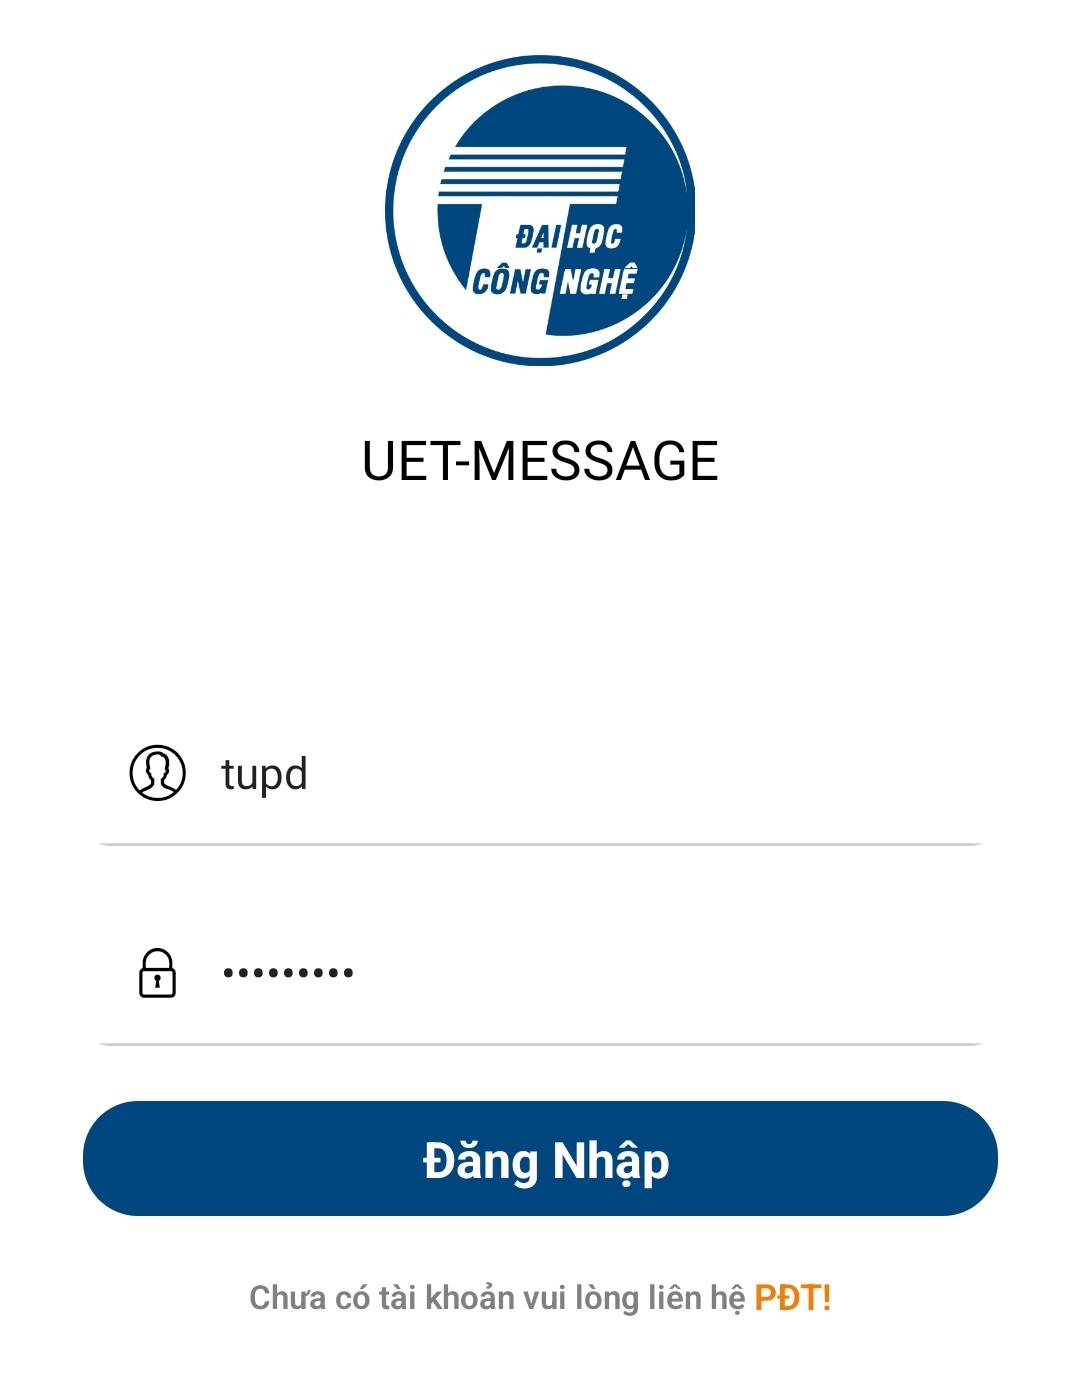 ĐẠI HỌC
CÔNG NGHỆ
UET-MESSAGE
tupd
•••••••••
Đăng Nhập
Chưa có tài khoản vui lòng liên hệ PĐT!